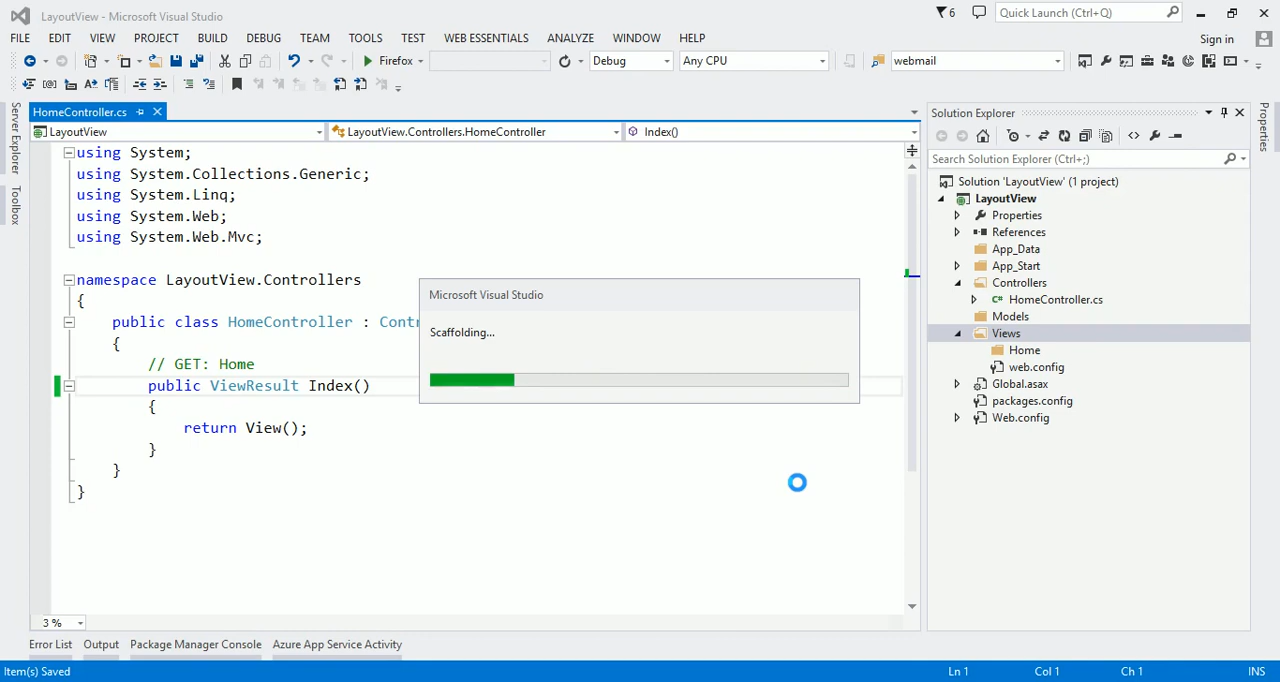 LayoutView - Microsoft Visual Studio
6
Quick Launch (Ctrl+Q)
FILE EDIT VIEW PROJECT BUILD DEBUG TEAM TOOLS TEST WEB ESSENTIALS ANALYZE WINDOW HELP
Sign in
Firefox Debug Any CPU webmail
Server Explorer
Toolbox
HomeController.cs
LayoutView LayoutView.Controllers.HomeController Index()
using System;
using System.Collections.Generic;
using System.Linq;
using System.Web;
using System.Web.Mvc;
namespace LayoutView.Controllers
{
public class HomeController : Contr
{
// GET: Home
public ViewResult Index()
{
return View();
}
}
}
Microsoft Visual Studio
Scaffolding...
3 %
Solution Explorer
Search Solution Explorer (Ctrl+;)
Solution 'LayoutView' (1 project)
LayoutView
Properties
References
App_Data
App_Start
Controllers
HomeController.cs
Models
Views
Home
web.config
Global.asax
packages.config
Web.config
Properties
Error List Output Package Manager Console Azure App Service Activity
Item(s) Saved Ln 1 Col 1 Ch 1 INS